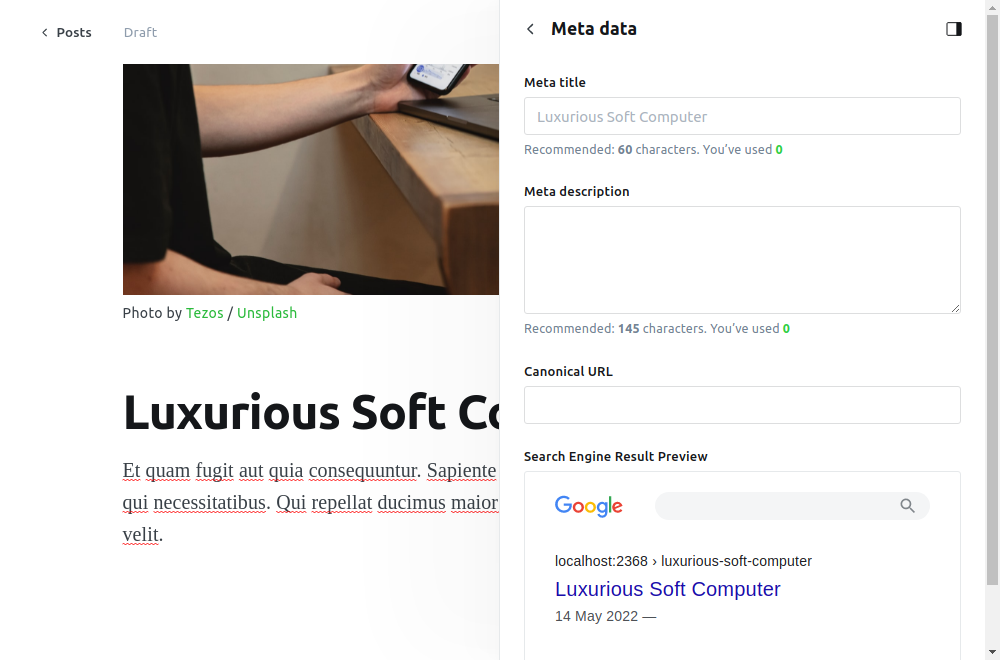 Posts
Draft
Photo by Tezos / Unsplash
Luxurious Soft
Et quam fugit aut quia consequuntur. Sapiente
qui necessitatibus. Qui repellat ducimus maior
velit.
Meta data
Meta title
Luxurious Soft Computer
Recommended: 60 characters. You've used 0
Meta description
Recommended: 145 characters. You've used 0
Canonical URL
Search Engine Result Preview
Google
localhost:2368 › luxurious-soft-computer
Luxurious Soft Computer
14 May 2022 —